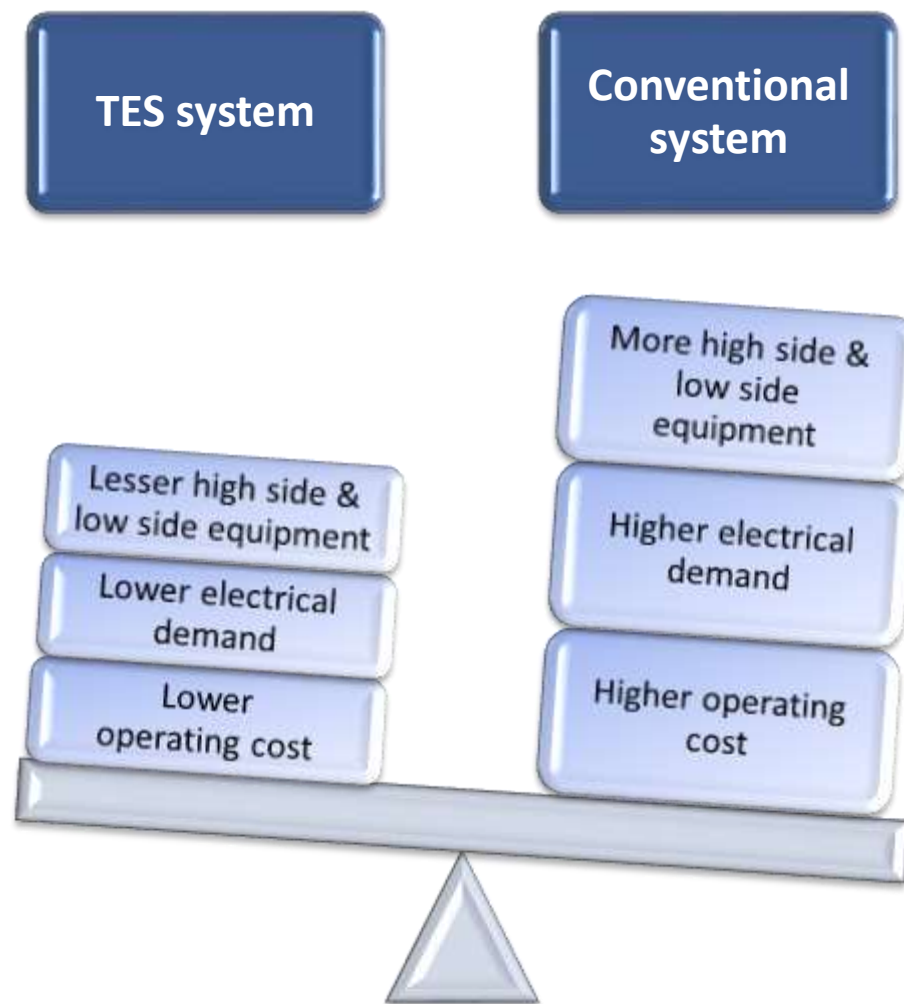 TES system
Conventional
system
More high side &
low side
equipment
Lesser high side &
low side equipment
Higher electrical
demand
Lower electrical
demand
Higher operating
cost
Lower
operating cost